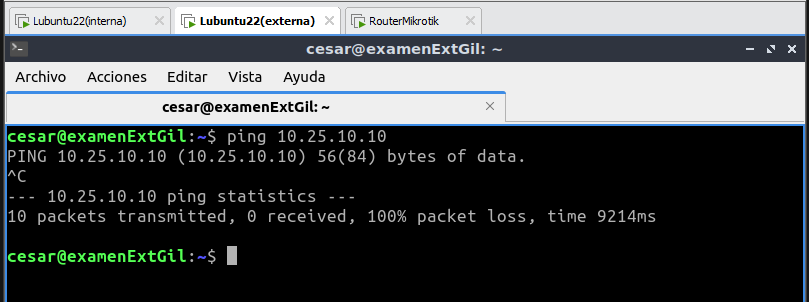 Lubuntu22(interna) Lubuntu22(externa) RouterMikrotik
cesar@examenExtGil: ~
Archivo Acciones Editar Vista Ayuda
cesar@examenExtGil: ~
cesar@examenExtGil:~$ ping 10.25.10.10
PING 10.25.10.10 (10.25.10.10) 56(84) bytes of data.
^C
--- 10.25.10.10 ping statistics ---
10 packets transmitted, 0 received, 100% packet loss, time 9214ms
cesar@examenExtGil:~$